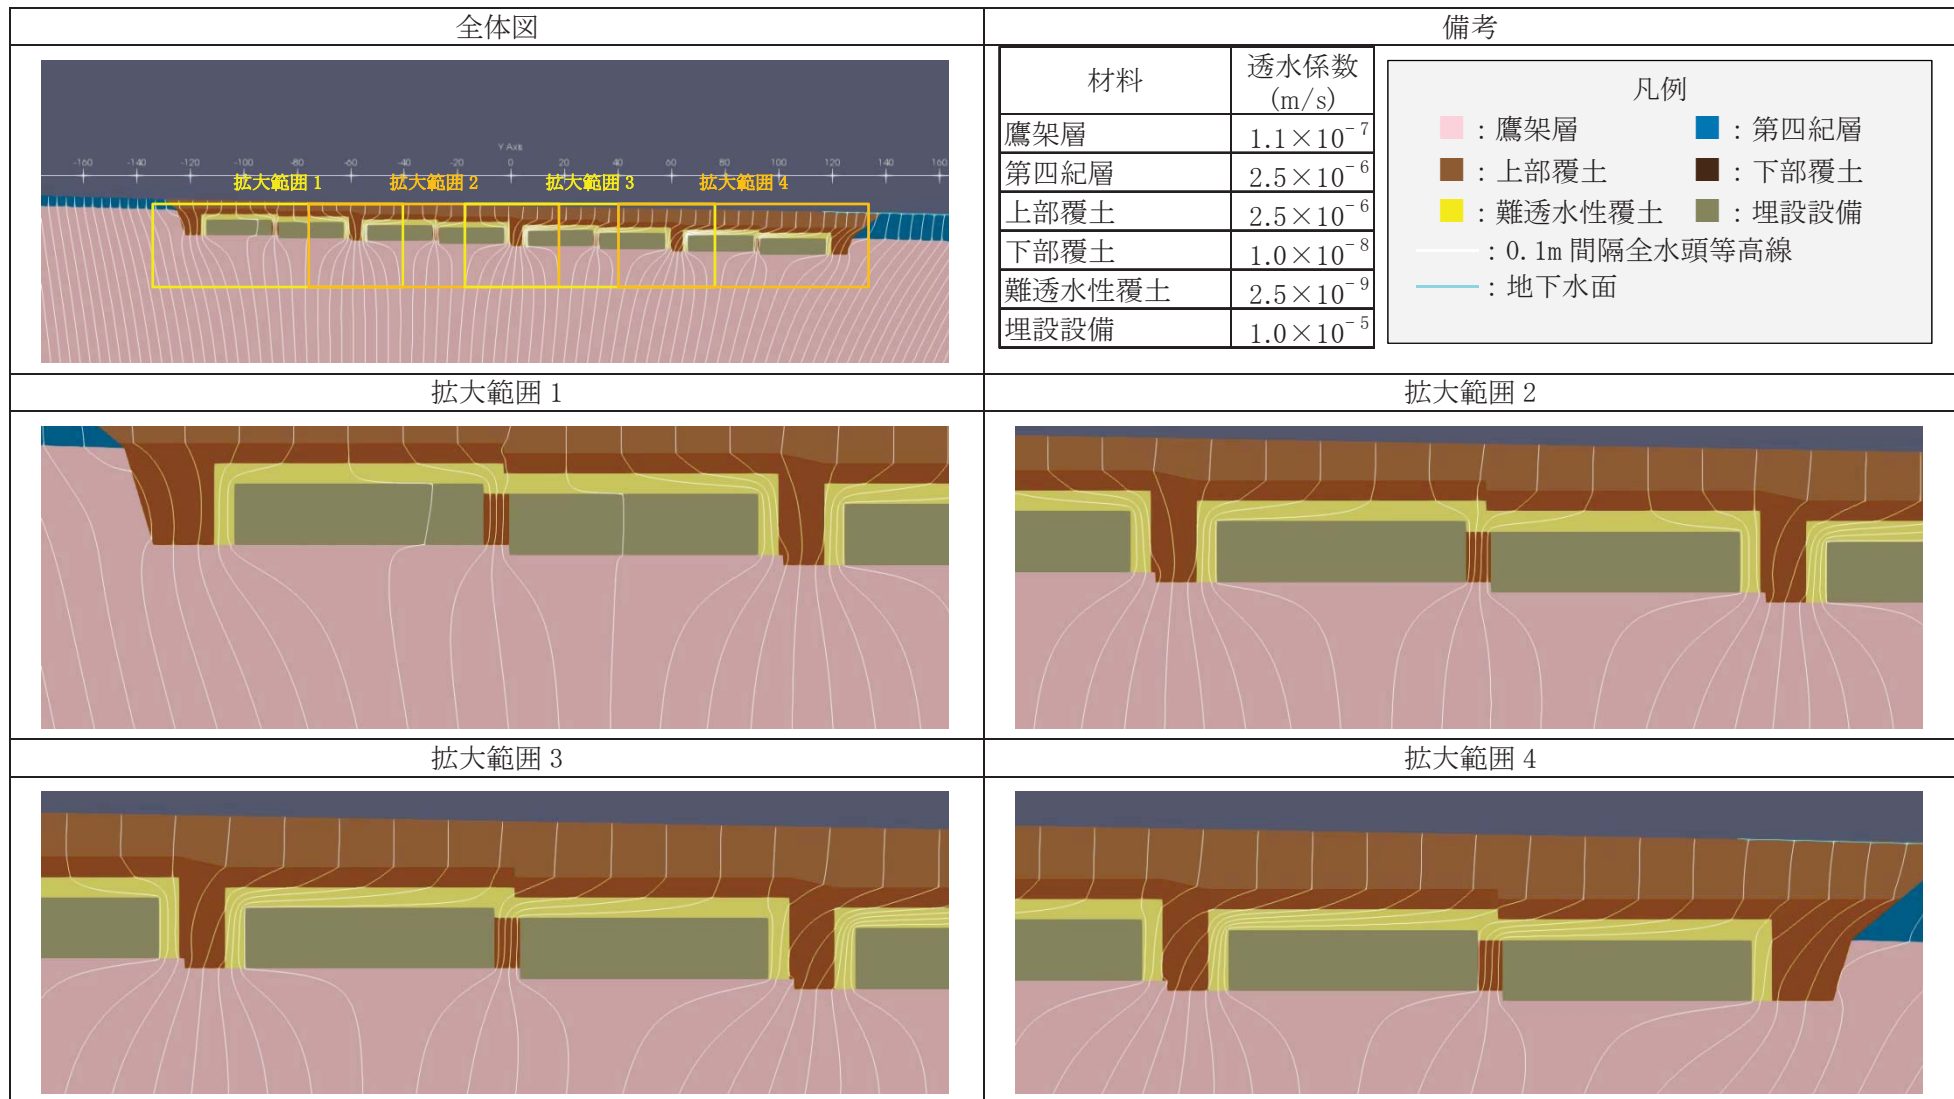 全体図
備考
Y Axis
-160 -140 -120 -100 -80 -60 -40 -20 0 20 40 60 80 100 120 140 160
拡大範囲1 拡大範囲2 拡大範囲3 拡大範囲4
材料 透水係数
(m/s)
鷹架層 1.1×10⁻⁷
第四紀層 2.5×10⁻⁶
上部覆土 2.5×10⁻⁶
下部覆土 1.0×10⁻⁸
難透水性覆土 2.5×10⁻⁹
埋設設備 1.0×10⁻⁵
凡例
:鷹架層 :第四紀層
:上部覆土 :下部覆土
:難透水性覆土 :埋設設備
:0.1m間隔全水頭等高線
:地下水面
拡大範囲1
拡大範囲2
拡大範囲3
拡大範囲4